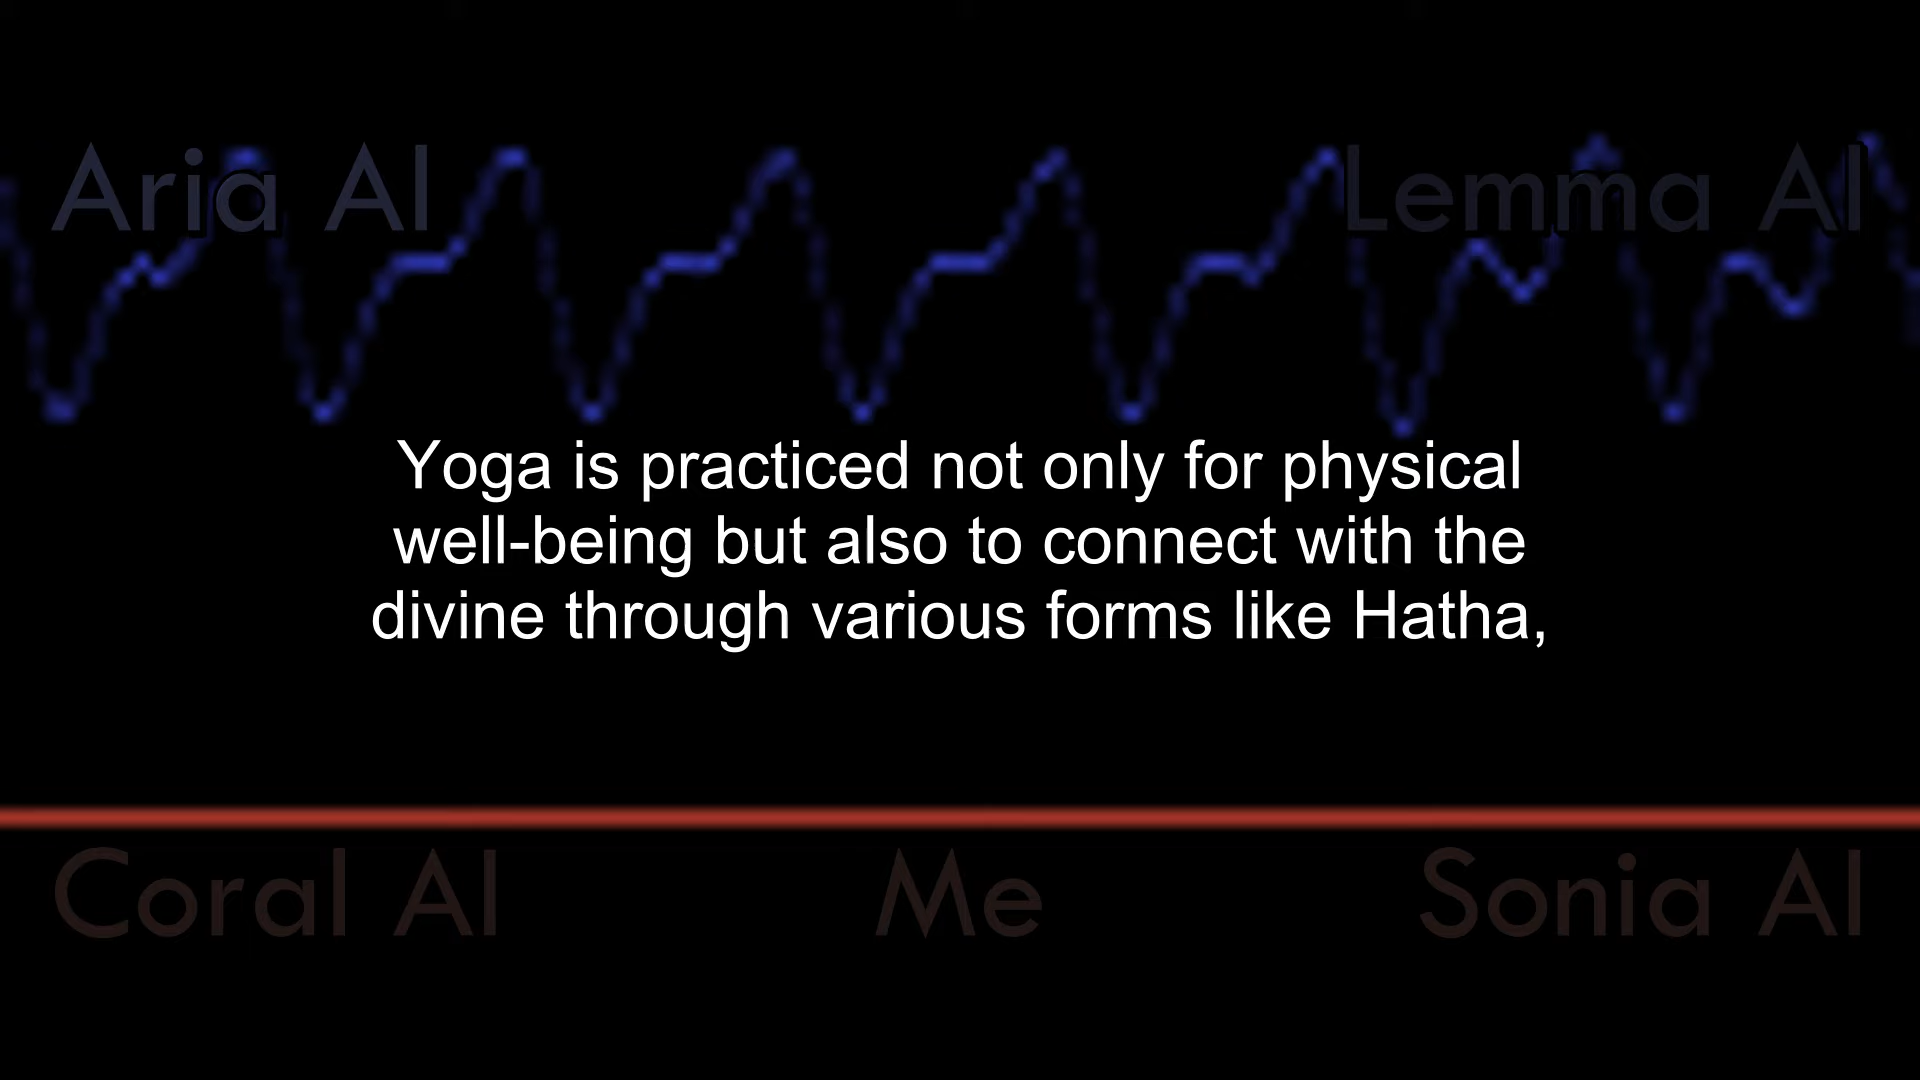 Aria AI
Lemma AI
Yoga is practiced not only for physical
well-being but also to connect with the
divine through various forms like Hatha,
Coral AI
Me
Sonia AI